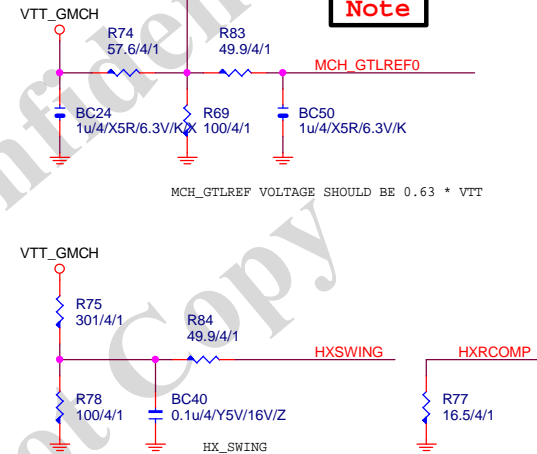 Note
VTT_GMCH
R74
57.6/4/1
R83
49.9/4/1
MCH_GTLREF0
BC24
1u/4/X5R/6.3V/K/X
R69
100/4/1
BC50
1u/4/X5R/6.3V/K
MCH_GTLREF VOLTAGE SHOULD BE 0.63 * VTT
VTT_GMCH
R75
301/4/1
R84
49.9/4/1
HXSWING
HXRCOMP
R78
100/4/1
BC40
0.1u/4/Y5V/16V/Z
R77
16.5/4/1
HX_SWING
Copy